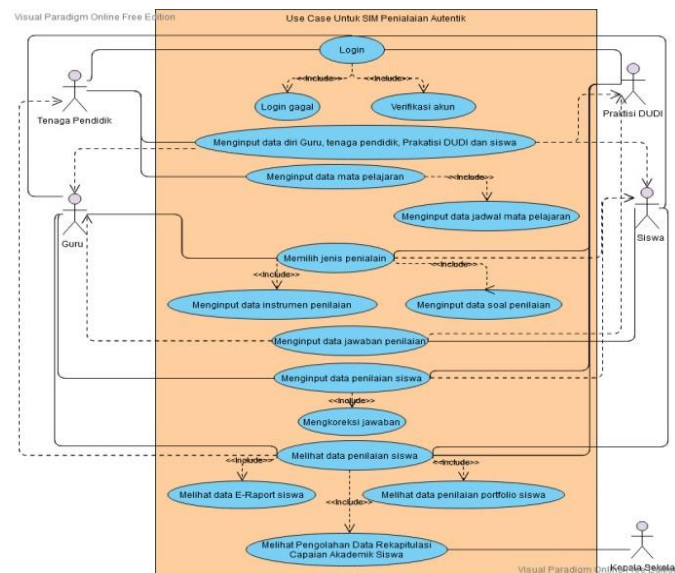 Visual Paradigm Online Free Edition
Use Case Untuk SIM Penialaian Autentik
Login
<<Include>>
<<Include>>
Login gagal
Verifikasi akun
Tenaga Pendidik
Praktisi DUDI
Menginput data diri Guru, tenaga pendidik, Prakatisi DUDI dan siswa
Menginput data mata pelajaran
<<Include>>
Menginput data jadwal mata pelajaran
Guru
Siswa
Memilih jenis penialain
<<Include>>
<<Include>>
Menginput data instrumen penilaian
Menginput data soal penilaian
Menginput data jawaban penilaian
Menginput data penilaian siswa
<<Include>>
Mengkoreksi jawaban
Melihat data penilaian siswa
<<Include>>
<<Include>>
Melihat data E-Raport siswa
Melihat data penilaian portfolio siswa
<<Include>>
Melihat Pengolahan Data Rekapitulasi
Capaian Akademik Siswa
Kepala Sekola
Visual Paradigm Online Free